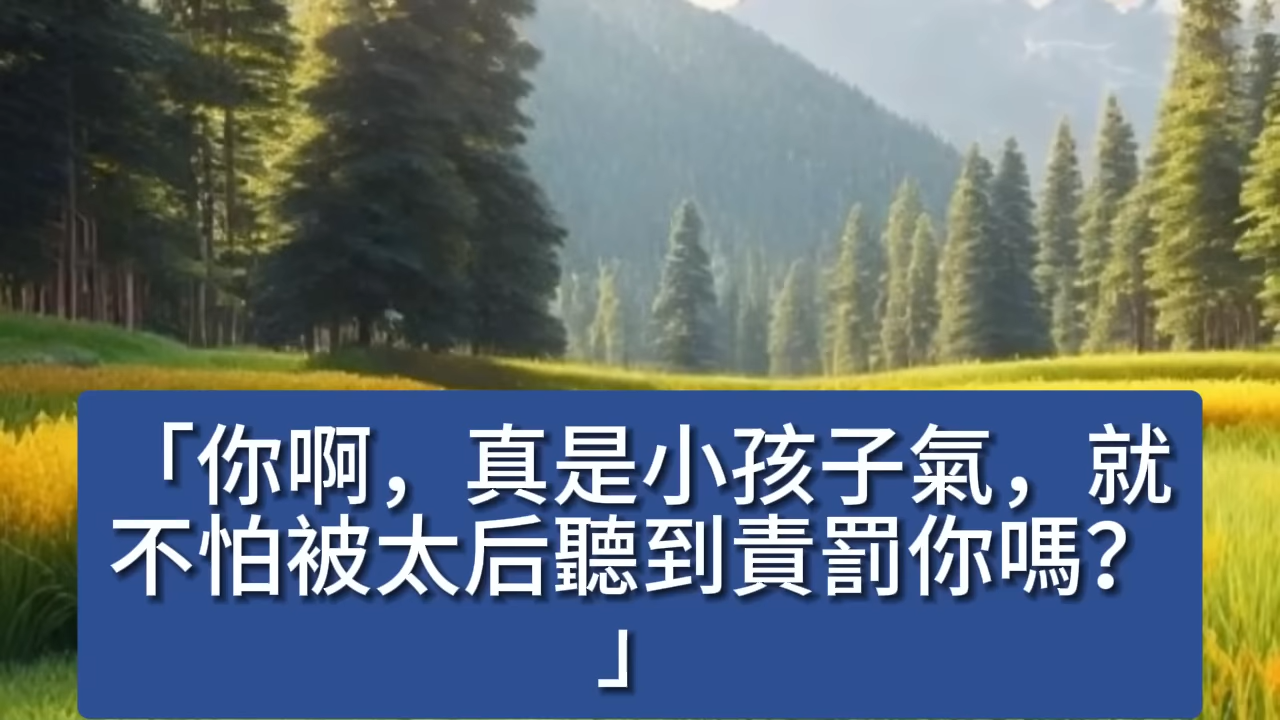 「你啊，真是小孩子氣，就
不怕被太后聽到責罰你嗎？
」